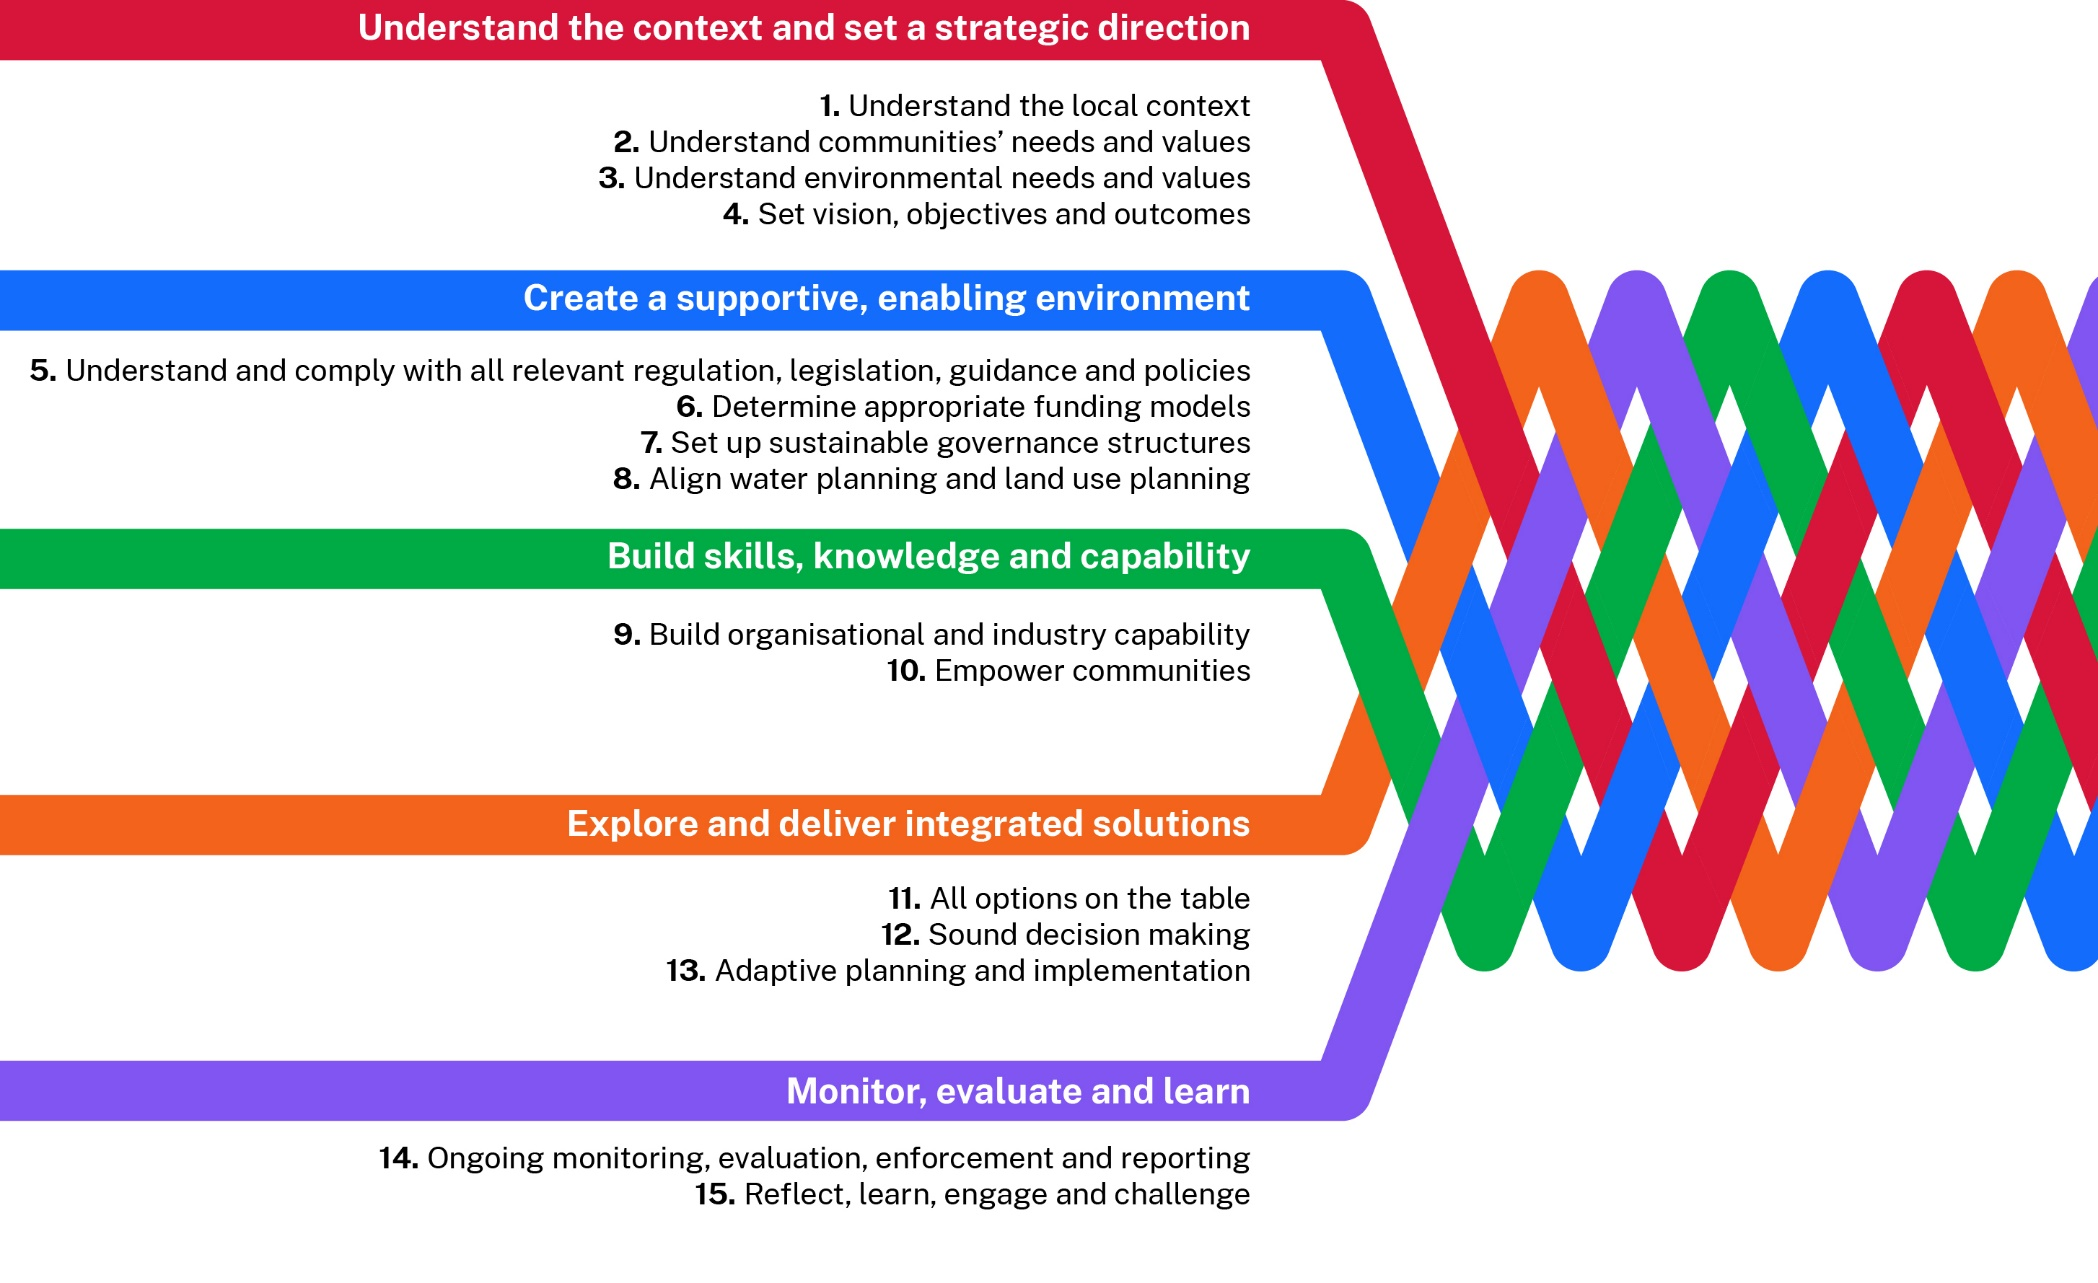 Understand the context and set a strategic direction
1. Understand the local context
2. Understand communities’ needs and values
3. Understand environmental needs and values
4. Set vision, objectives and outcomes
Create a supportive, enabling environment
5. Understand and comply with all relevant regulation, legislation, guidance and policies
6. Determine appropriate funding models
7. Set up sustainable governance structures
8. Align water planning and land use planning
Build skills, knowledge and capability
9. Build organisational and industry capability
10. Empower communities
Explore and deliver integrated solutions
11. All options on the table
12. Sound decision making
13. Adaptive planning and implementation
Monitor, evaluate and learn
14. Ongoing monitoring, evaluation, enforcement and reporting
15. Reflect, learn, engage and challenge